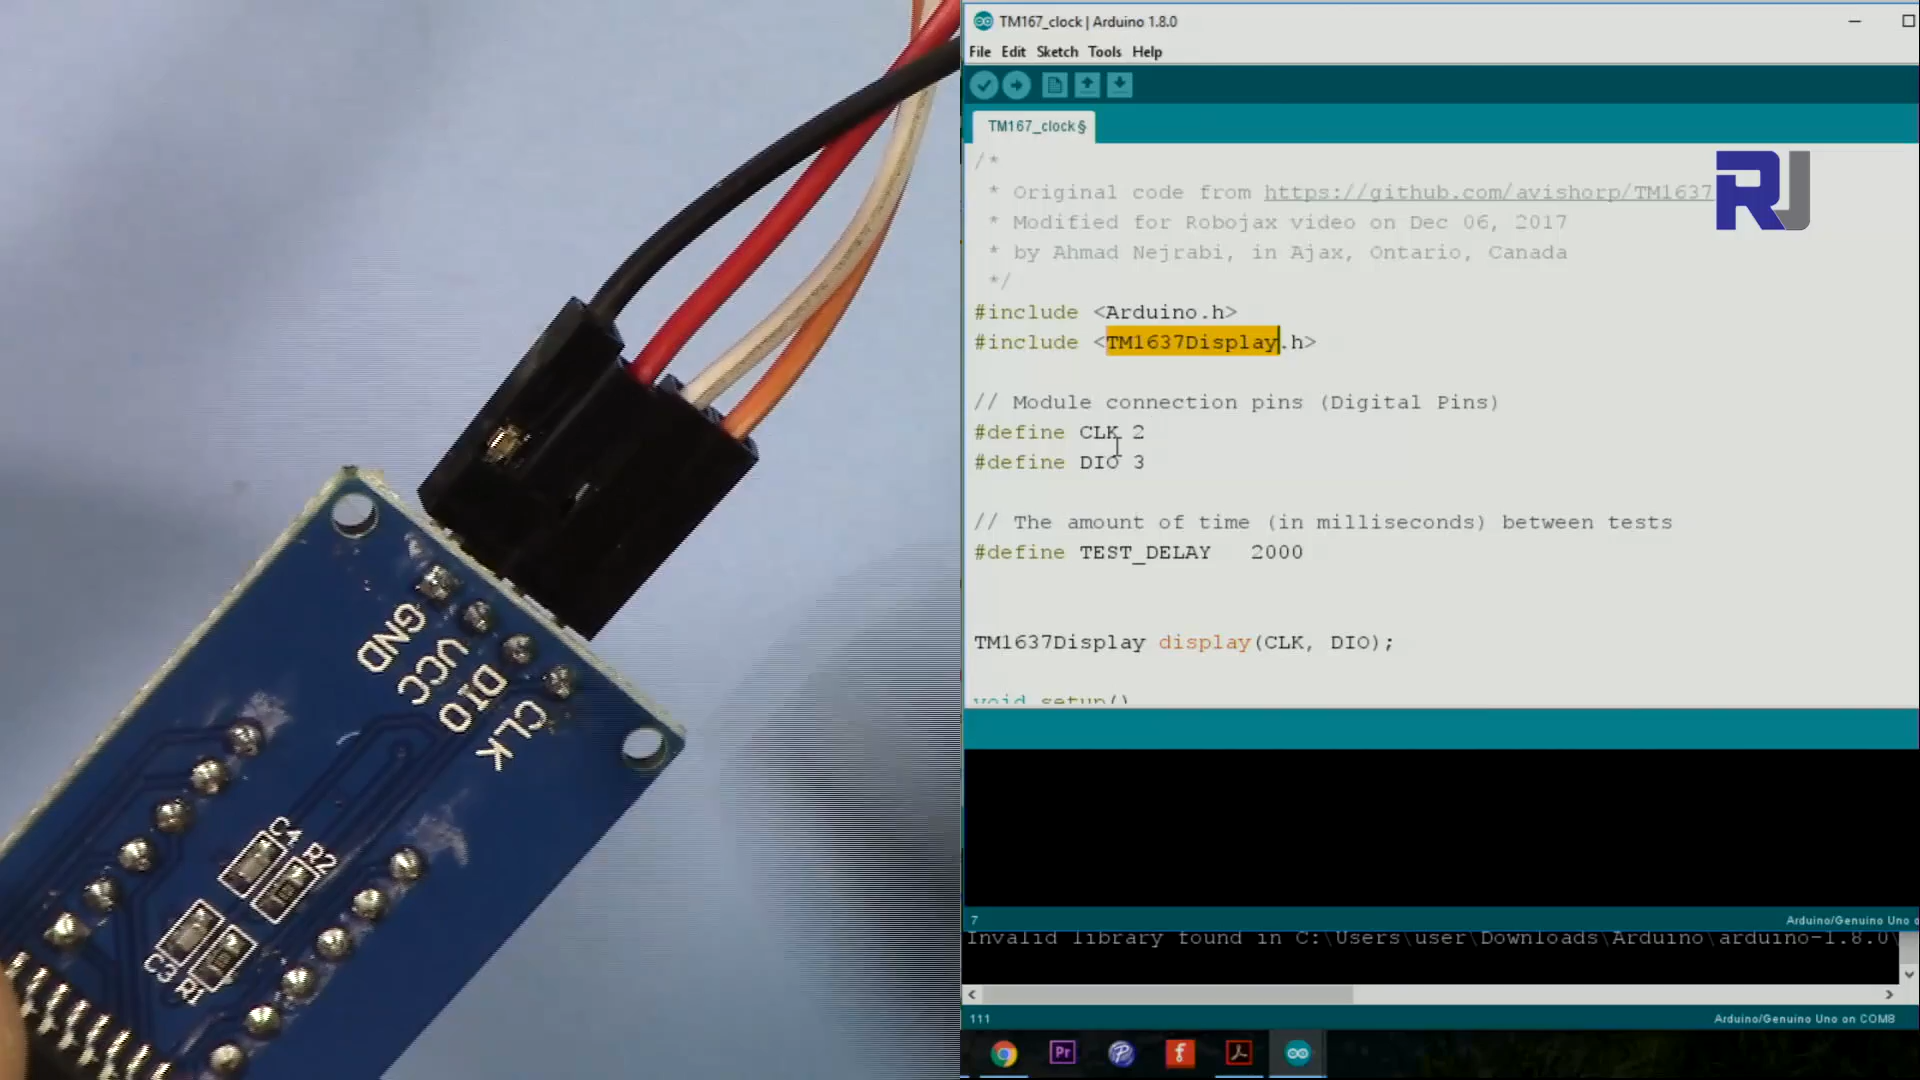 GND
VCC
DIO
CLK
C4
R2
C3
R1
TM167_clock | Arduino 1.8.0
File Edit Sketch Tools Help
TM167_clock§
RJ
/*
* Original code from https://github.com/avishorp/TM1637
* Modified for Robojax video on Dec 06, 2017
* by Ahmad Nejrabi, in Ajax, Ontario, Canada
*/
#include <Arduino.h>
#include <TM1637Display.h>
// Module connection pins (Digital Pins)
#define CLK 2
#define DIO 3
// The amount of time (in milliseconds) between tests
#define TEST_DELAY 2000
TM1637Display display(CLK, DIO);
void setup()
7
Arduino/Genuino Uno o
Invalid library found in C:\Users\user\Downloads\Arduino\arduino-1.8.0\
111
Arduino/Genuino Uno on COM8
Pr